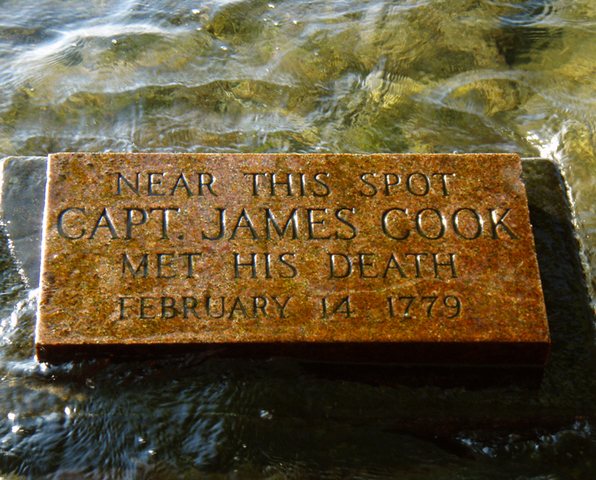 NEAR THIS SPOT
CAPT. JAMES COOK
MET HIS DEATH
FEBRUARY 14 1779